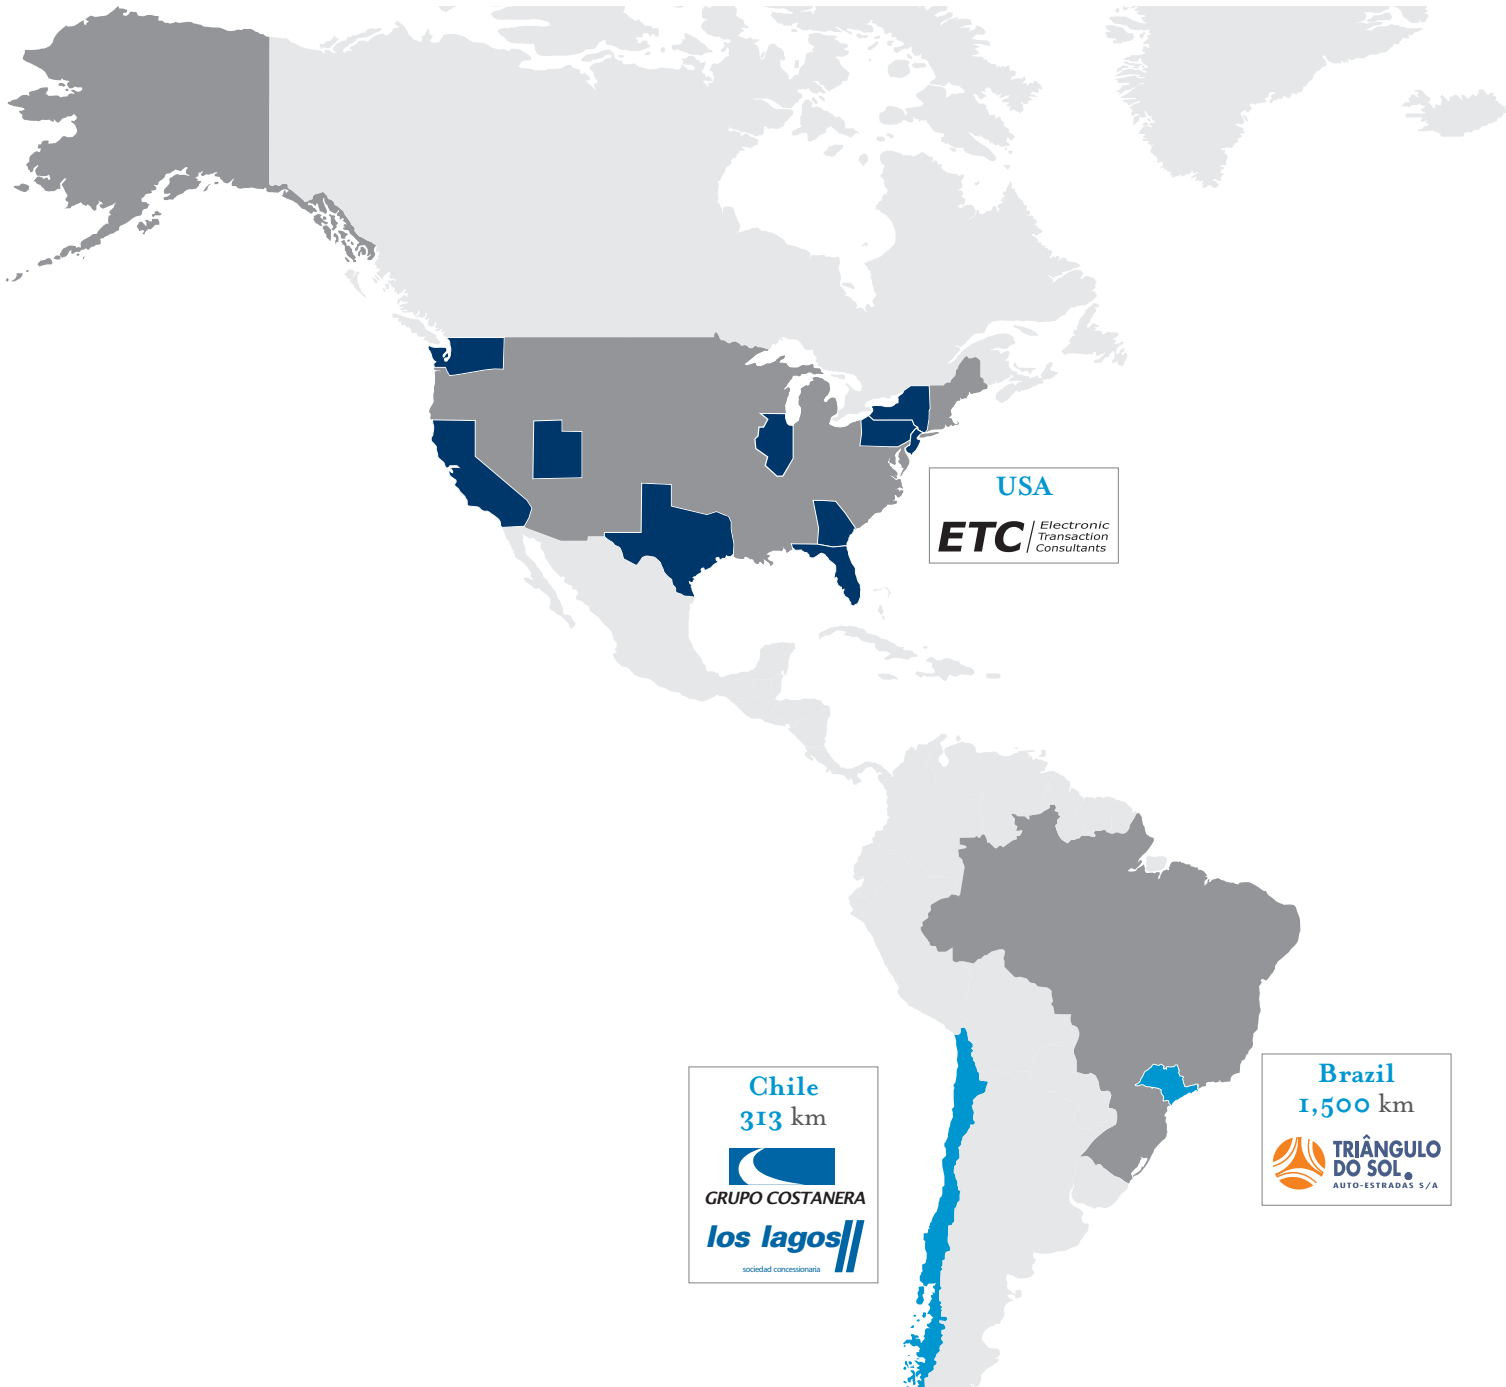 USA
ETC
Electronic
Transaction
Consultants
Chile
313 km
GRUPO COSTANERA
los lagos
sociedad concessionaria
Brazil
1,500 km
TRIÂNGULO
DO SOL
AUTO-ESTRADAS S/A